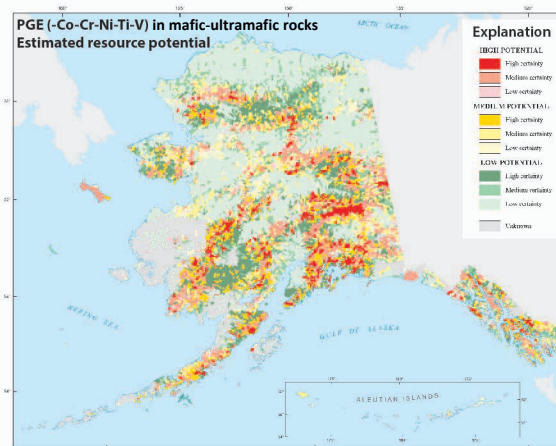 PGE (-Co-Cr-Ni-Ti-V) in mafic-ultramafic rocks
Estimated resource potential
ARCTIC OCEAN
Explanation
HIGH POTENTIAL
High certainty
Medium certainty
Low certainty
MEDIUM POTENTIAL
High certainty
Medium certainty
Low certainty
LOW POTENTIAL
High certainty
Medium certainty
Low certainty
Unknown
BERING SEA
GULF OF ALASKA
ALEUTIAN ISLANDS